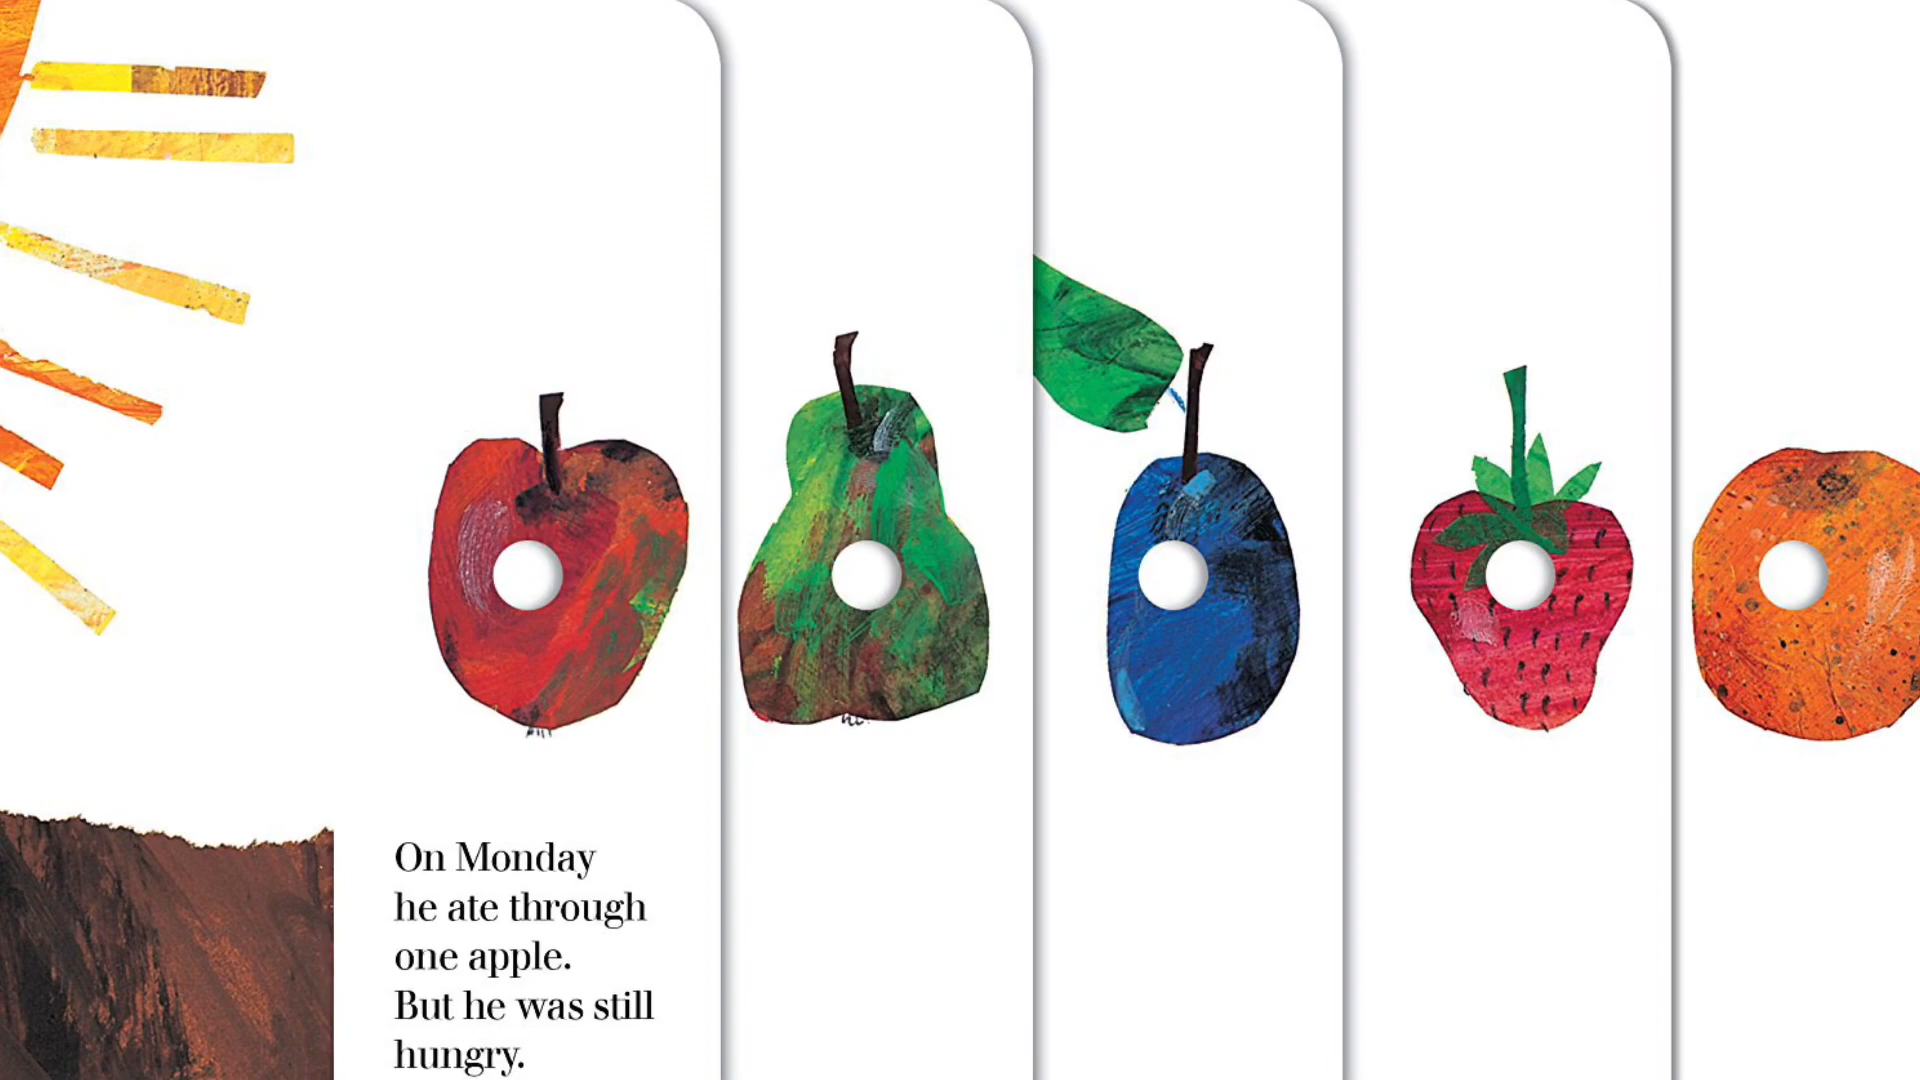 On Monday
he ate through
one apple.
But he was still
hungry.